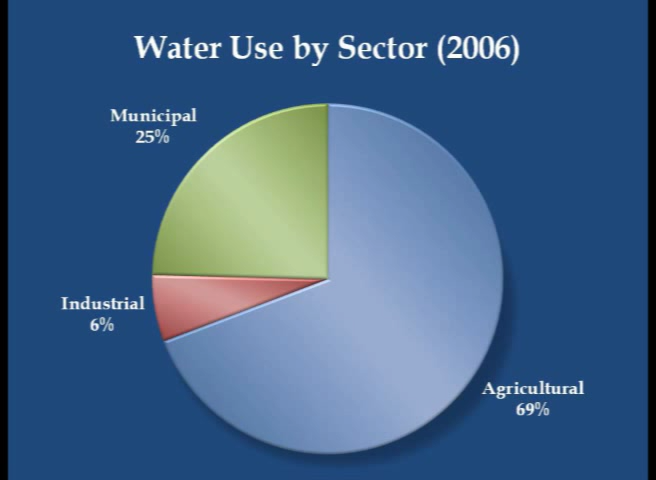 Water Use by Sector (2006)
Municipal
25%
Industrial
6%
Agricultural
69%